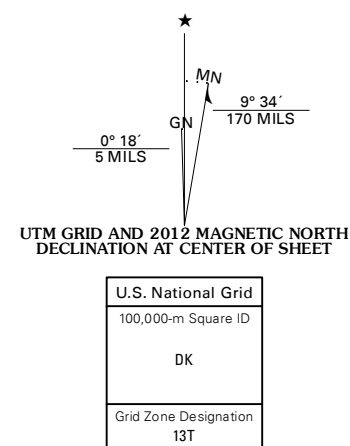 MN
GN
9° 34´
170 MILS
0° 18´
5 MILS
UTM GRID AND 2012 MAGNETIC NORTH
DECLINATION AT CENTER OF SHEET
U.S. National Grid
100,000-m Square ID
DK
Grid Zone Designation
13T